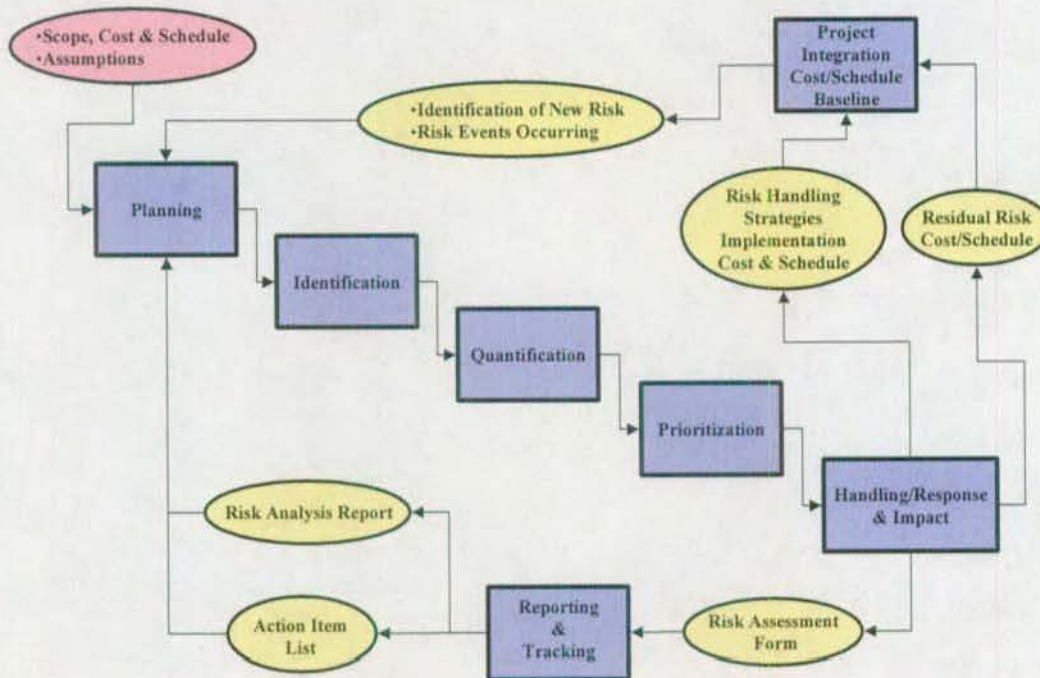 •Scope, Cost & Schedule
•Assumptions
Project
Integration
Cost/Schedule
Baseline
•Identification of New Risk
•Risk Events Occurring
Planning
Risk Handling
Strategies
Implementation
Cost & Schedule
Residual Risk
Cost/Schedule
Identification
Quantification
Prioritization
Handling/Response
& Impact
Risk Analysis Report
Reporting
&
Tracking
Risk Assessment
Form
Action Item
List